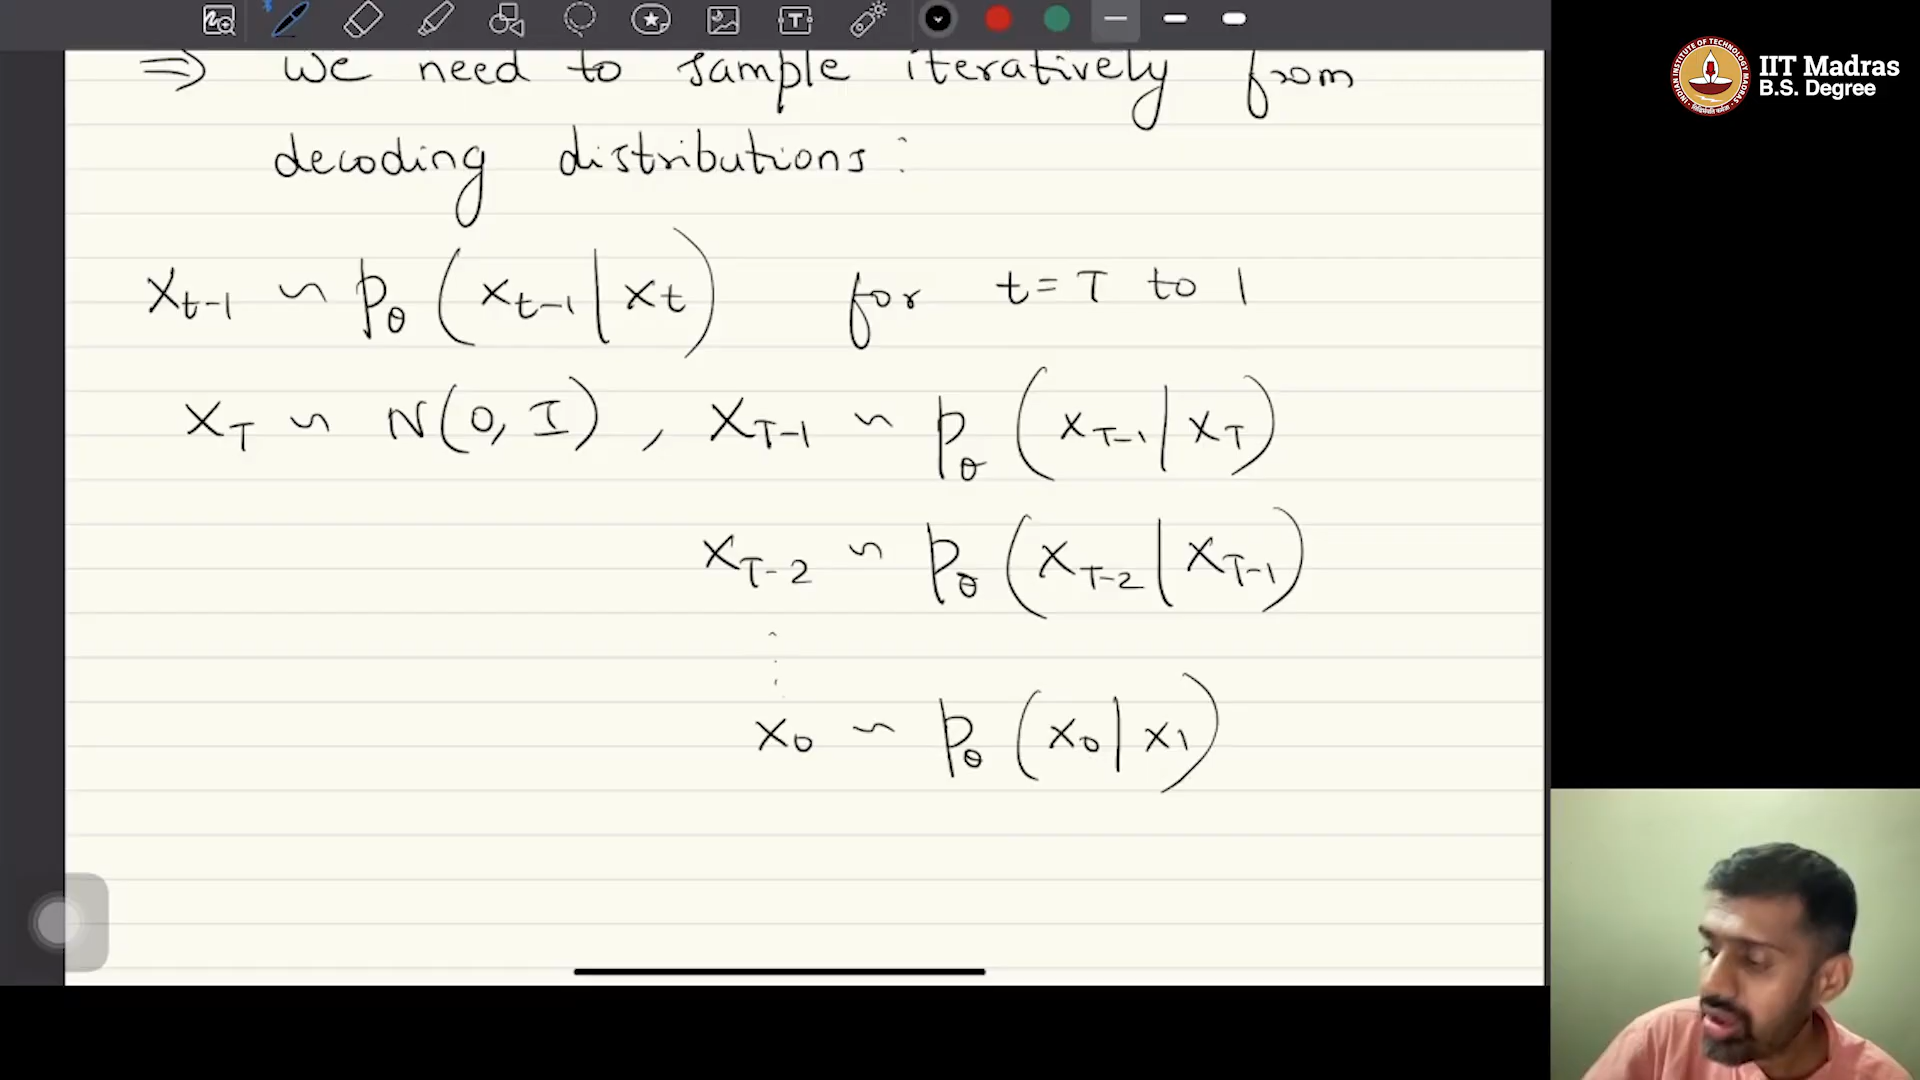 ⇒ we need to sample iteratively from
decoding distributions:
x_{t-1} ~ p_θ(x_{t-1} | x_t) for t = T to 1
x_T ~ N(0, I), x_{T-1} ~ p_θ(x_{T-1} | x_T)
x_{T-2} ~ p_θ(x_{T-2} | x_{T-1})
⋮
x_0 ~ p_θ(x_0 | x_1)
IIT Madras
B.S. Degree